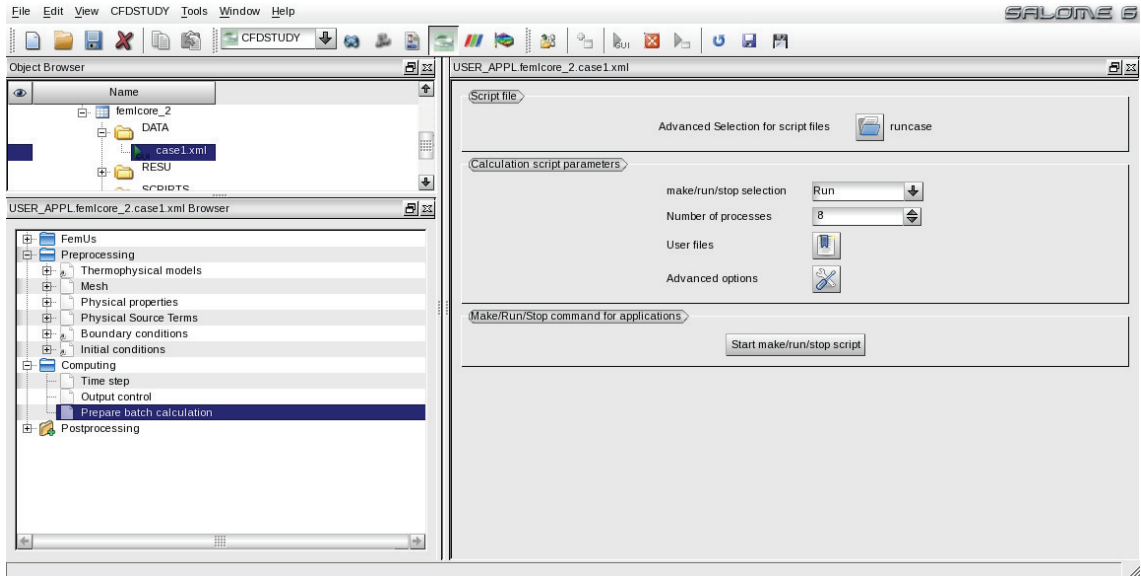 File Edit View CFDSTUDY Tools Window Help
SALOME 6
CFDSTUDY
GUI
Object Browser
Name
femlcore_2
DATA
case1.xml
RESU
SCRIPTS
USER_APPL.femlcore_2.case1.xml Browser
FemUs
Preprocessing
Thermophysical models
Mesh
Physical properties
Physical Source Terms
Boundary conditions
Initial conditions
Computing
Time step
Output control
Prepare batch calculation
Postprocessing
USER_APPL.femlcore_2.case1.xml
Script file
Advanced Selection for script files runcase
Calculation script parameters
make/run/stop selection Run
Number of processes 8
User files
Advanced options
Make/Run/Stop command for applications
Start make/run/stop script